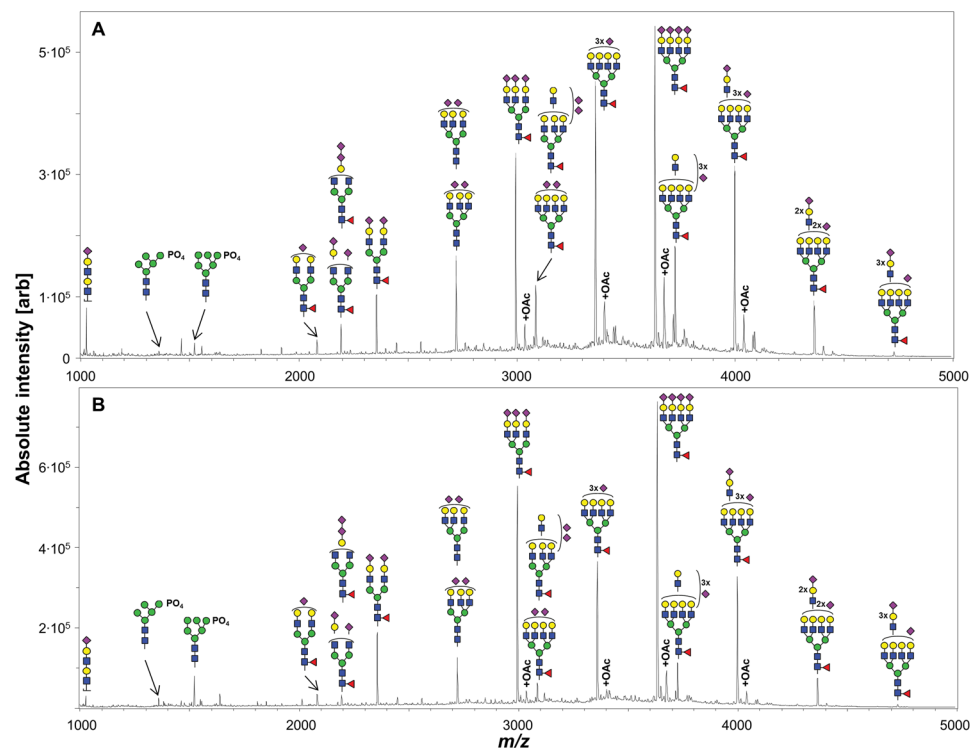 A
5·10⁵
3·10⁵
1·10⁵
0
3x
3x
3x
PO₄
PO₄
2x
2x
3x
+OAc
+OAc
+OAc
+OAc
1000 2000 3000 4000 5000
Absolute intensity [arb]
B
6·10⁵
4·10⁵
2·10⁵
3x
3x
3x
PO₄
PO₄
2x
2x
3x
+OAc
+OAc
+OAc
+OAc
1000 2000 3000 4000 5000
m/z